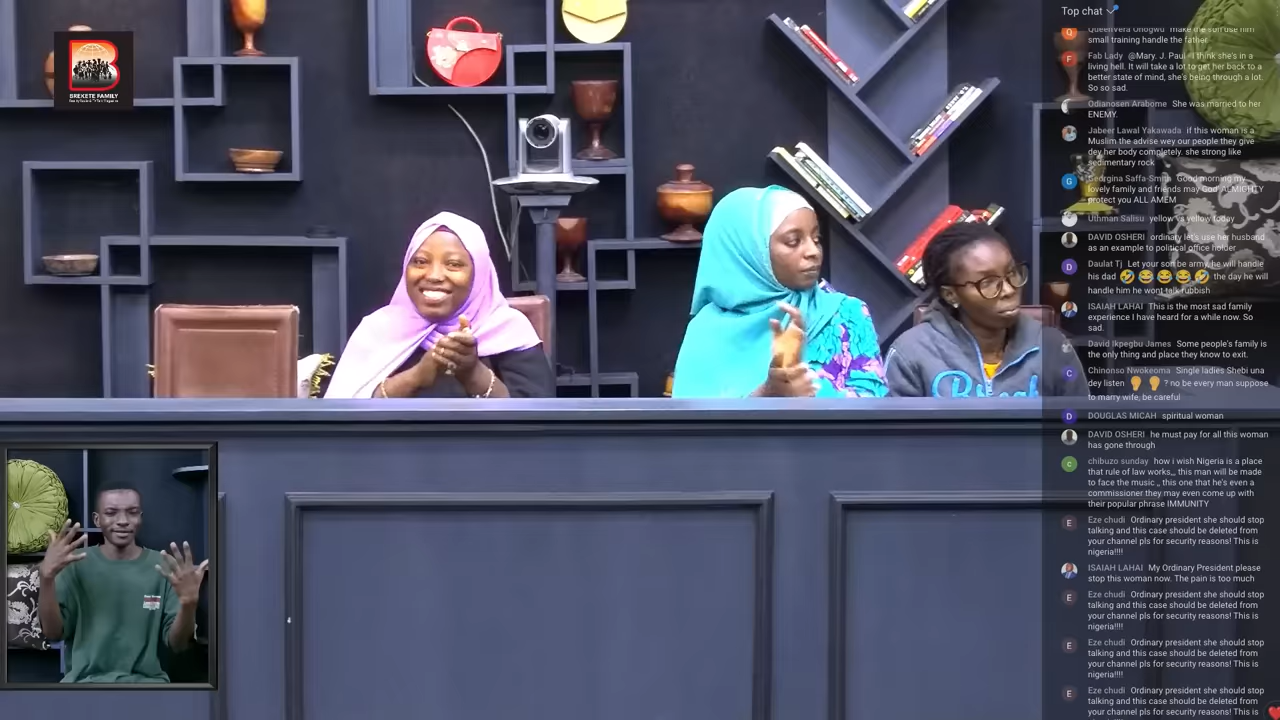 BREKETE FAMILY
Top chat
QueenVera Onogwu make the son use him
small training handle the father
Fab Lady @Mary. J. Paul I think she's in a
living hell. It will take a lot to get her back to a
better state of mind, she's being through a lot.
So so sad.
Odianosen Arabome She was married to her
ENEMY.
Jabeer Lawal Yakawada if this woman is a
Muslim the advise wey our people they give
dey her body completely. she strong like
sedimentary rock
Georgina Saffa-Smith Good morning my
lovely family and friends may God ALMIGHTY
protect you ALL AMEM
Uthman Salisu yellow vs yellow today
DAVID OSHERI ordinary let's use her husband
as an example to political office holder
Daulat Tj Let your son be army, he will handle
his dad 🤣😂😂😂🤣 the day he will
handle him he wont talk rubbish
ISAIAH LAHAI This is the most sad family
experience I have heard for a while now. So
sad.
David Ikpegbu James Some people's family is
the only thing and place they know to exit.
Chinonso Nwokeoma Single ladies Shebi una
dey listen 👂 👂 ? no be every man suppose
to marry wife, be careful
DOUGLAS MICAH spiritual woman
DAVID OSHERI he must pay for all this woman
has gone through
chibuzo sunday how i wish Nigeria is a place
that rule of law works,,, this man will be made
to face the music ,, this one that he's even a
commissioner they may even come up with
their popular phrase IMMUNITY
Eze chudi Ordinary president she should stop
talking and this case should be deleted from
your channel pls for security reasons! This is
nigeria!!!!
ISAIAH LAHAI My Ordinary President please
stop this woman now. The pain is too much
Eze chudi Ordinary president she should stop
talking and this case should be deleted from
your channel pls for security reasons! This is
nigeria!!!!
Eze chudi Ordinary president she should stop
talking and this case should be deleted from
your channel pls for security reasons! This is
nigeria!!!!
Eze chudi Ordinary president she should stop
talking and this case should be deleted from
your channel pls for security reasons! This is